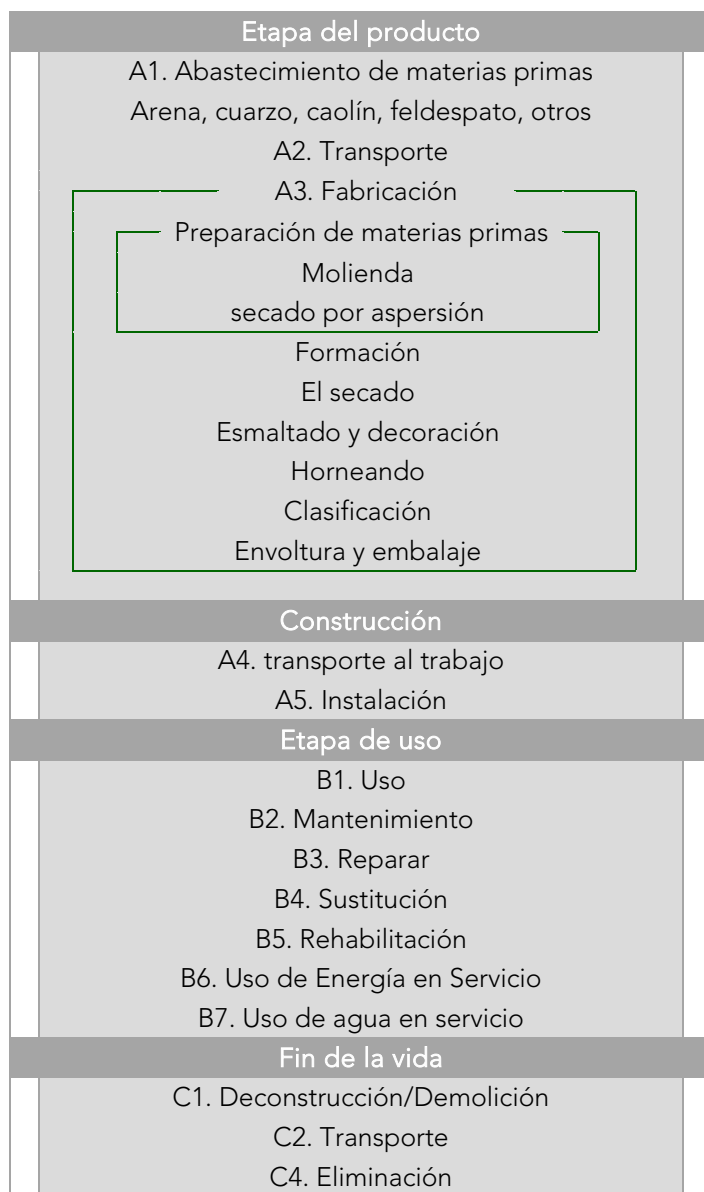 Etapa del producto
A1. Abastecimiento de materias primas
Arena, cuarzo, caolín, feldespato, otros
A2. Transporte
A3. Fabricación
Preparación de materias primas
Molienda
secado por aspersión
Formación
El secado
Esmaltado y decoración
Horneando
Clasificación
Envoltura y embalaje
Construcción
A4. transporte al trabajo
A5. Instalación
Etapa de uso
B1. Uso
B2. Mantenimiento
B3. Reparar
B4. Sustitución
B5. Rehabilitación
B6. Uso de Energía en Servicio
B7. Uso de agua en servicio
Fin de la vida
C1. Deconstrucción/Demolición
C2. Transporte
C4. Eliminación